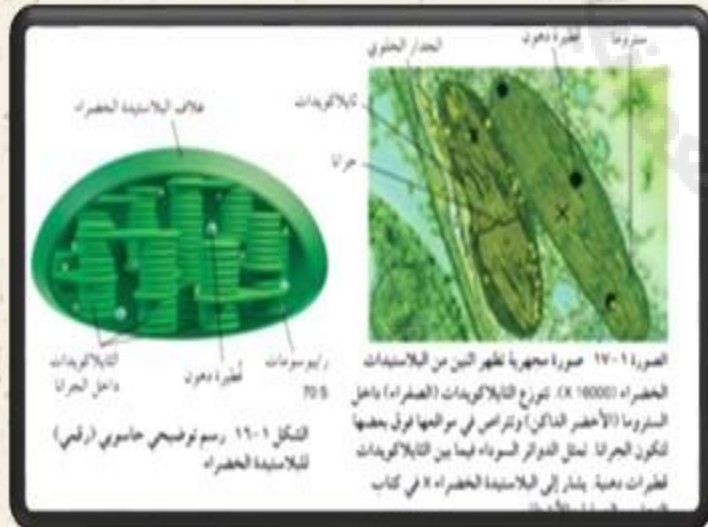 الجدار الخلوي
قطيرة دهون
ستروما
ثايلاكويدات
جرانا
الصورة ١-١٧ صورة مجهرية تظهر اثنين من البلاستيدات
الخضراء (X 16000). تتوزع الثايلاكويدات (الصفراء) داخل
الستروما (الأخضر الداكن) وتتراص في مواقعها فوق بعضها
لتكون الجرانا. تمثل الدوائر السوداء فيما بين الثايلاكويدات
قطيرات دهنية. يشار إلى البلاستيدة الخضراء X في كتاب
X
غلاف البلاستيدة الخضراء
رايبوسومات
70 S
قطيرة دهون
الثايلاكويدات
داخل الجرانا
الشكل ١-١٦ رسم توضيحي حاسوبي (رقمي)
للبلاستيدة الخضراء